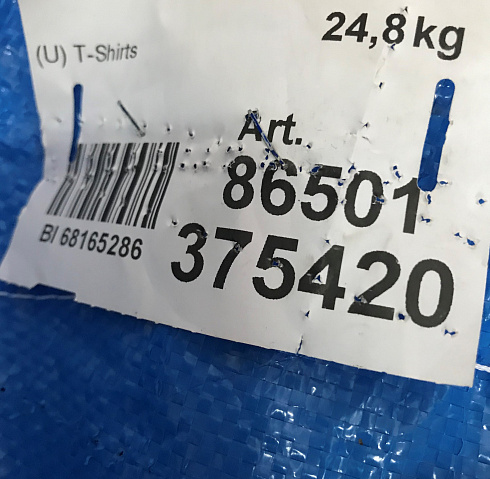 24,8 kg
(U) T-Shirts
Art.
86501
BI 68165286
375420